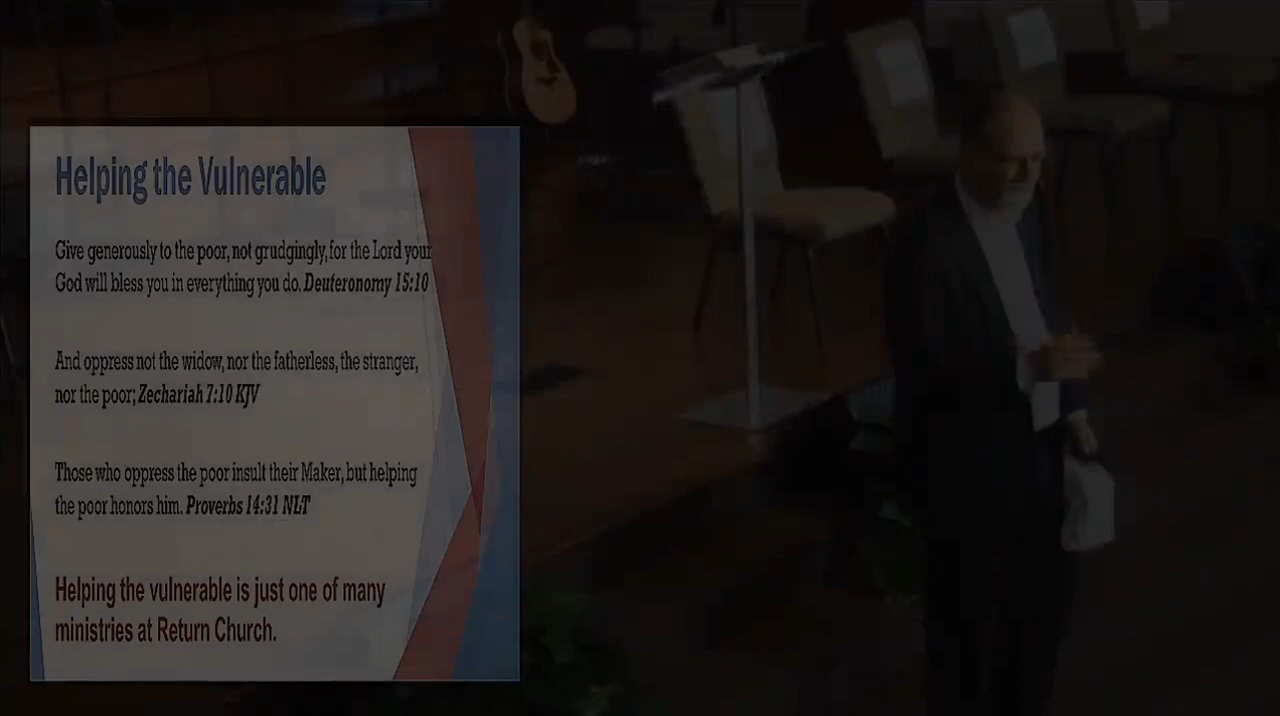 Helping the Vulnerable
Give generously to the poor, not grudgingly, for the Lord your
God will bless you in everything you do. Deuteronomy 15:10
And oppress not the widow, nor the fatherless, the stranger,
nor the poor; Zechariah 7:10 KJV
Those who oppress the poor insult their Maker, but helping
the poor honors him. Proverbs 14:31 NLT
Helping the vulnerable is just one of many
ministries at Return Church.